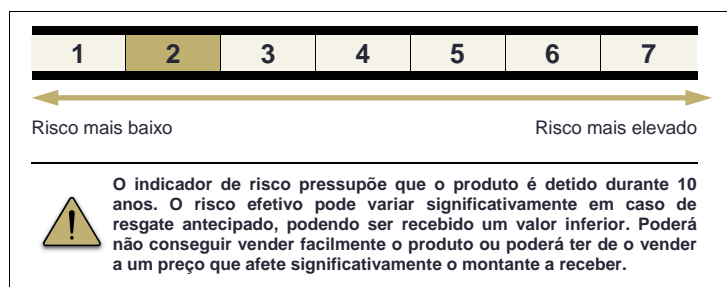 1 2 3 4 5 6 7
Risco mais baixo Risco mais elevado
O indicador de risco pressupõe que o produto é detido durante 10
anos. O risco efetivo pode variar significativamente em caso de
resgate antecipado, podendo ser recebido um valor inferior. Poderá
não conseguir vender facilmente o produto ou poderá ter de o vender
a um preço que afete significativamente o montante a receber.